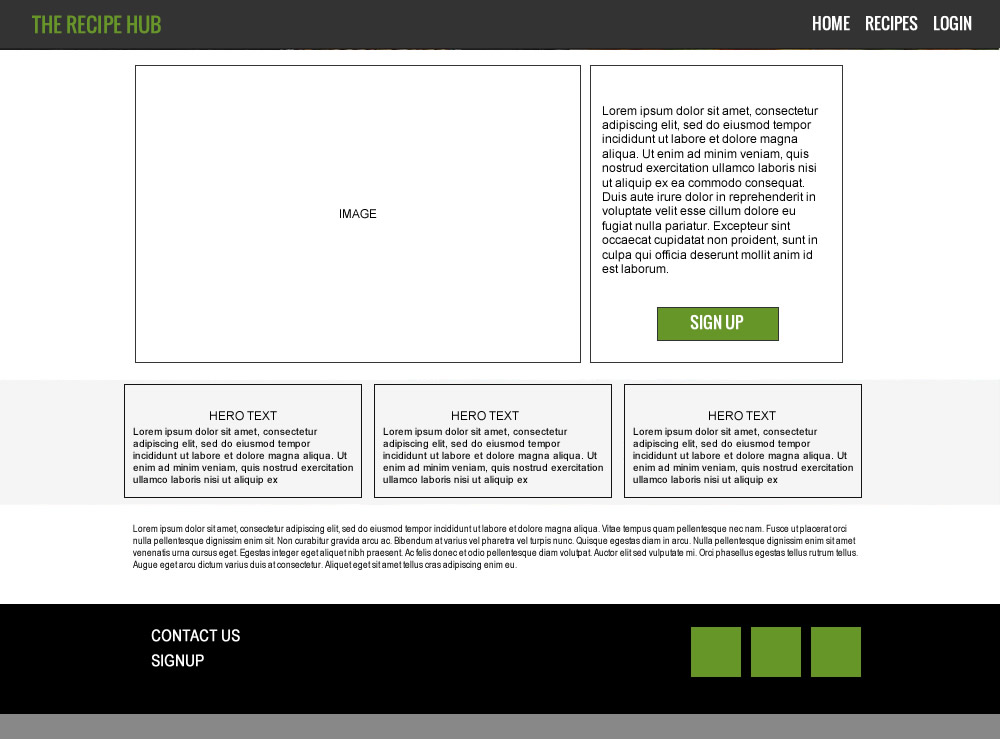 THE RECIPE HUB
HOME RECIPES LOGIN
IMAGE
Lorem ipsum dolor sit amet, consectetur
adipiscing elit, sed do eiusmod tempor
incididunt ut labore et dolore magna
aliqua. Ut enim ad minim veniam, quis
nostrud exercitation ullamco laboris nisi
ut aliquip ex ea commodo consequat.
Duis aute irure dolor in reprehenderit in
voluptate velit esse cillum dolore eu
fugiat nulla pariatur. Excepteur sint
occaecat cupidatat non proident, sunt in
culpa qui officia deserunt mollit anim id
est laborum.
SIGN UP
HERO TEXT
Lorem ipsum dolor sit amet, consectetur
adipiscing elit, sed do eiusmod tempor
incididunt ut labore et dolore magna aliqua. Ut
enim ad minim veniam, quis nostrud exercitation
ullamco laboris nisi ut aliquip ex
HERO TEXT
Lorem ipsum dolor sit amet, consectetur
adipiscing elit, sed do eiusmod tempor
incididunt ut labore et dolore magna aliqua. Ut
enim ad minim veniam, quis nostrud exercitation
ullamco laboris nisi ut aliquip ex
HERO TEXT
Lorem ipsum dolor sit amet, consectetur
adipiscing elit, sed do eiusmod tempor
incididunt ut labore et dolore magna aliqua. Ut
enim ad minim veniam, quis nostrud exercitation
ullamco laboris nisi ut aliquip ex
Lorem ipsum dolor sit amet, consectetur adipiscing elit, sed do eiusmod tempor incididunt ut labore et dolore magna aliqua. Vitae tempus quam pellentesque nec nam. Fusce ut placerat orci
nulla pellentesque dignissim enim sit. Non curabitur gravida arcu ac. Bibendum at varius vel pharetra vel turpis nunc. Quisque egestas diam in arcu. Nulla pellentesque dignissim enim sit amet
venenatis urna cursus eget. Egestas integer eget aliquet nibh praesent. Ac felis donec et odio pellentesque diam volutpat. Auctor elit sed vulputate mi. Orci phasellus egestas tellus rutrum tellus.
Augue eget arcu dictum varius duis at consectetur. Aliquet eget sit amet tellus cras adipiscing enim eu.
CONTACT US
SIGNUP